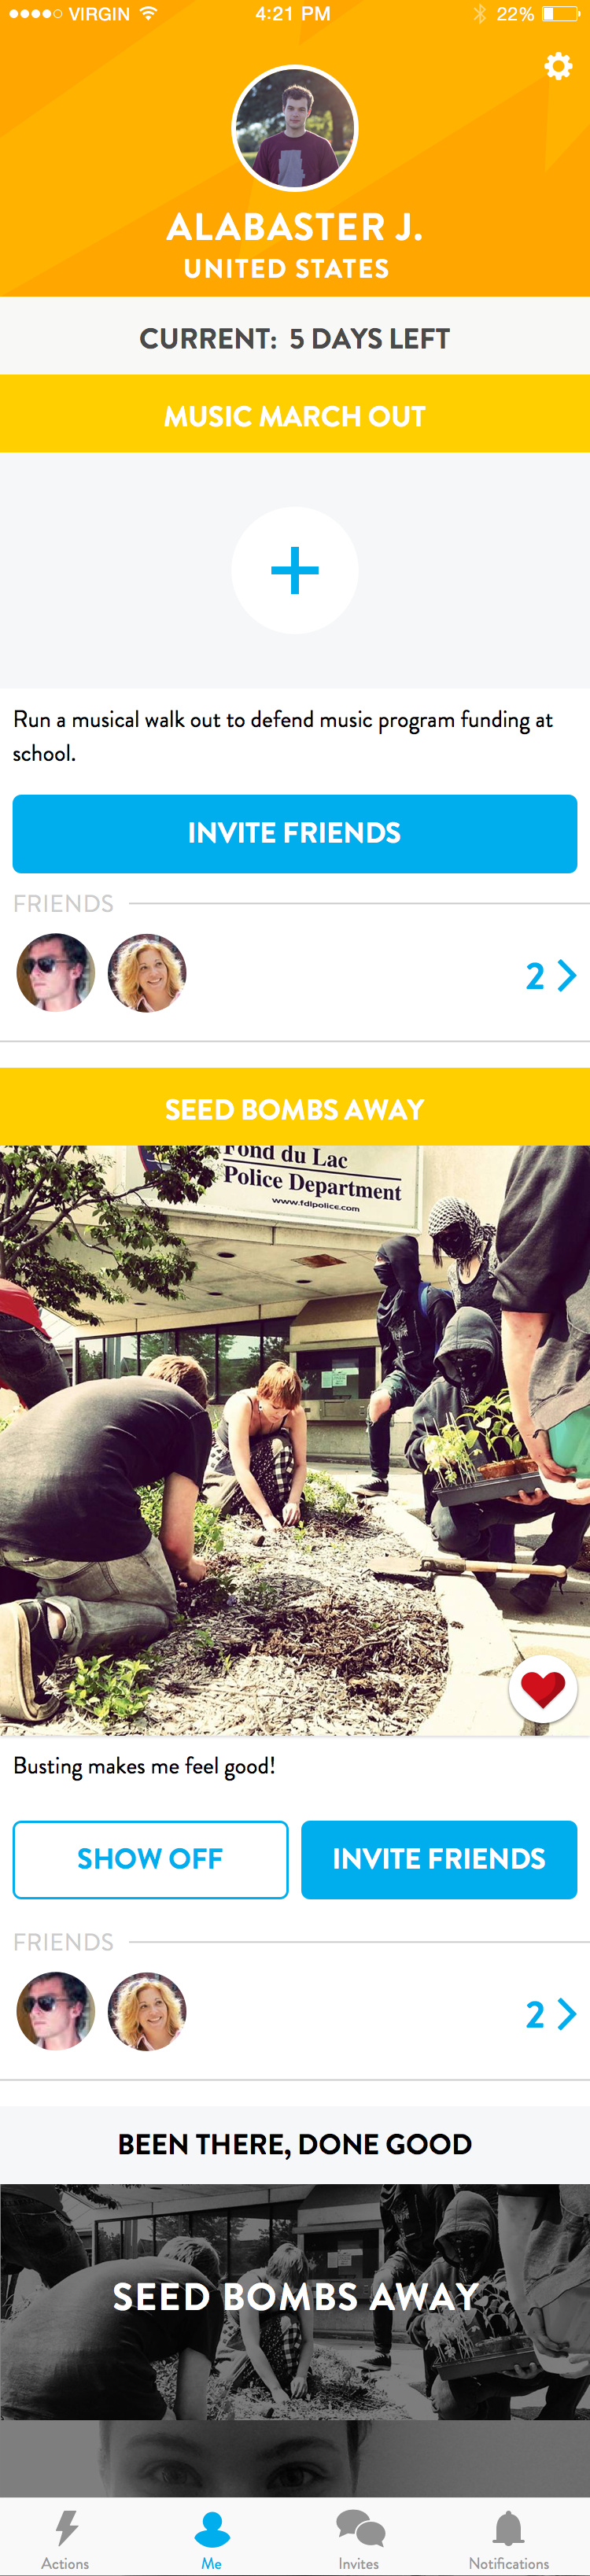 VIRGIN
4:21 PM
22%
ALABASTER J.
UNITED STATES
CURRENT: 5 DAYS LEFT
MUSIC MARCH OUT
Run a musical walk out to defend music program funding at
school.
INVITE FRIENDS
FRIENDS
2
SEED BOMBS AWAY
Fond du Lac
Police Department
www.fdlpolice.com
Busting makes me feel good!
SHOW OFF
INVITE FRIENDS
FRIENDS
2
BEEN THERE, DONE GOOD
SEED BOMBS AWAY
Actions
Me
Invites
Notifications